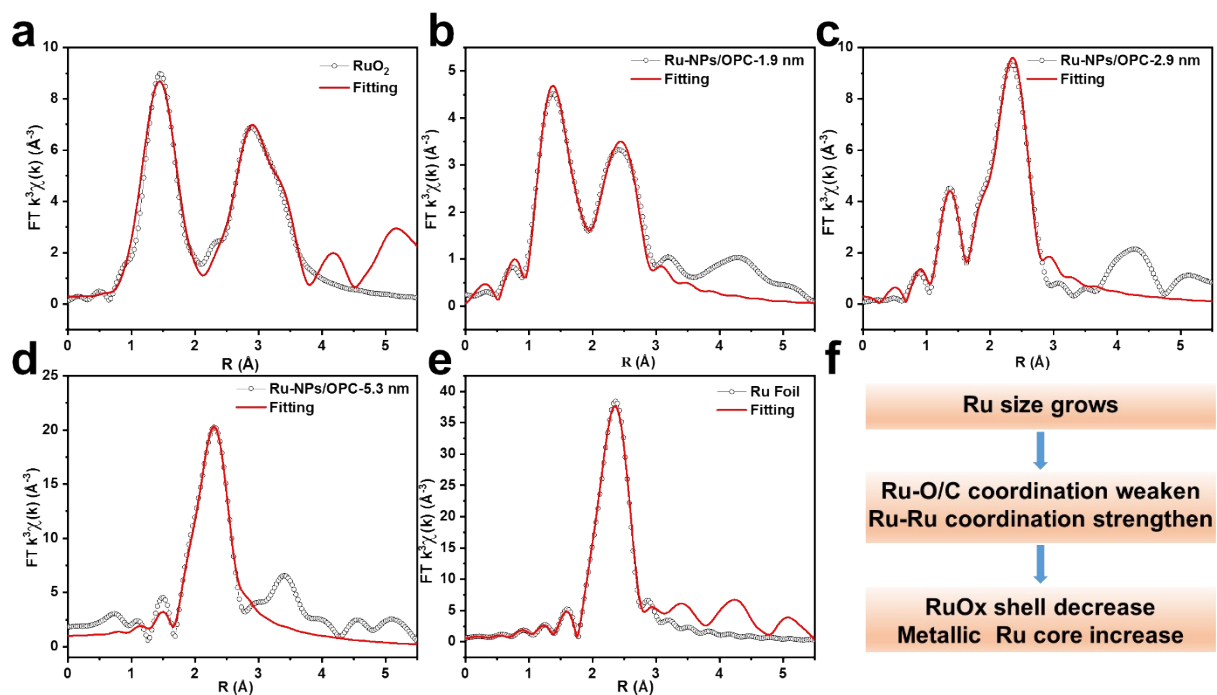 a
RuO₂
Fitting
FT k³χ(k) (Å⁻³)
10
8
6
4
2
0
0 1 2 3 4 5
R (Å)
b
Ru-NPs/OPC-1.9 nm
Fitting
FT k³χ(k) (Å⁻³)
5
4
3
2
1
0
0 1 2 3 4 5
R (Å)
c
Ru-NPs/OPC-2.9 nm
Fitting
FT k³χ(k) (Å⁻³)
10
8
6
4
2
0
0 1 2 3 4 5
R (Å)
d
Ru-NPs/OPC-5.3 nm
Fitting
FT k³χ(k) (Å⁻³)
25
20
15
10
5
0
0 1 2 3 4 5
R (Å)
e
Ru Foil
Fitting
FT k³χ(k) (Å⁻³)
40
35
30
25
20
15
10
5
0
0 1 2 3 4 5
R (Å)
f
Ru size grows
Ru-O/C coordination weaken
Ru-Ru coordination strengthen
RuOx shell decrease
Metallic Ru core increase